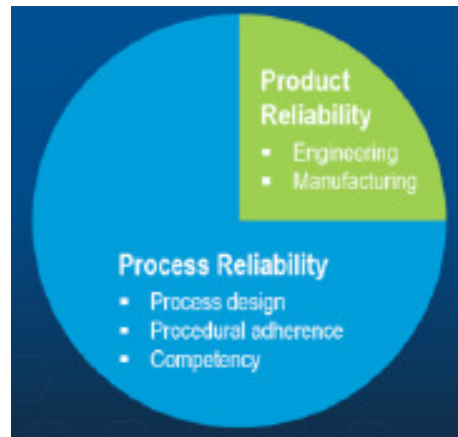 Product
Reliability
▪ Engineering
▪ Manufacturing
Process Reliability
▪ Process design
▪ Procedural adherence
▪ Competency